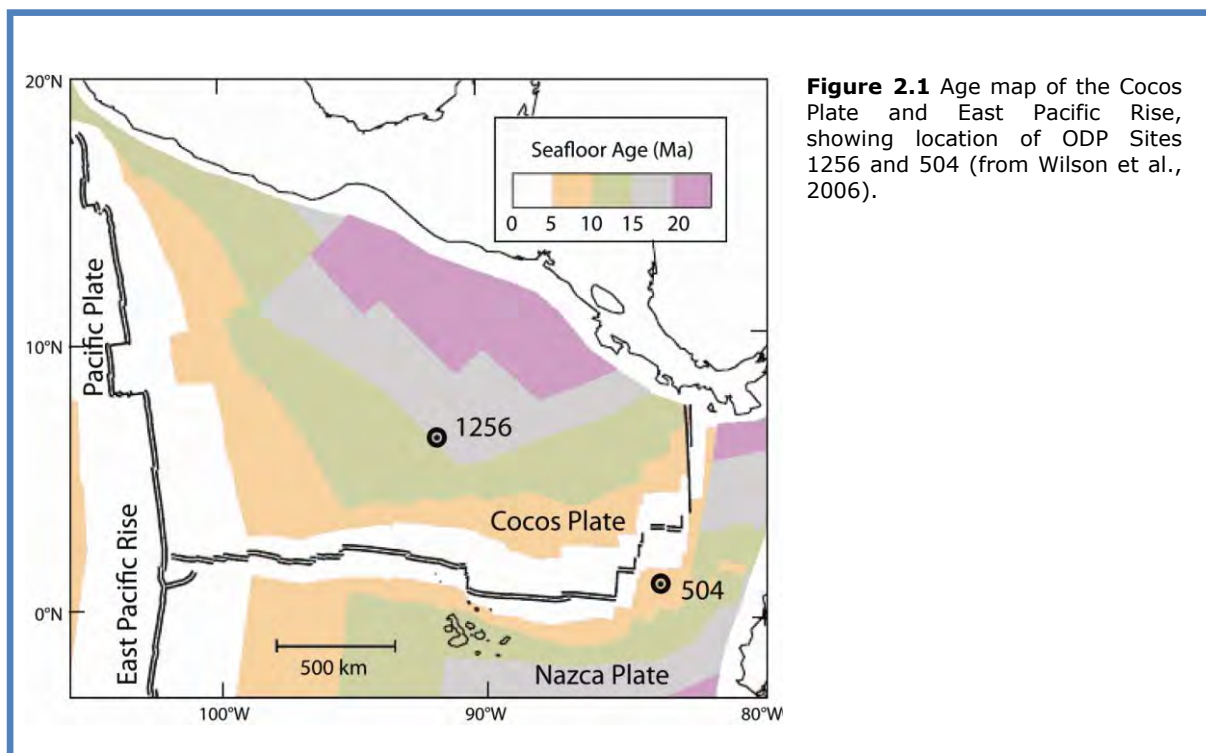 20°N
10°N
0°N
100°W
90°W
80°W
Pacific Plate
East Pacific Rise
Seafloor Age (Ma)
0 5 10 15 20
1256
Cocos Plate
504
500 km
Nazca Plate
Figure 2.1 Age map of the Cocos
Plate and East Pacific Rise,
showing location of ODP Sites
1256 and 504 (from Wilson et al.,
2006).